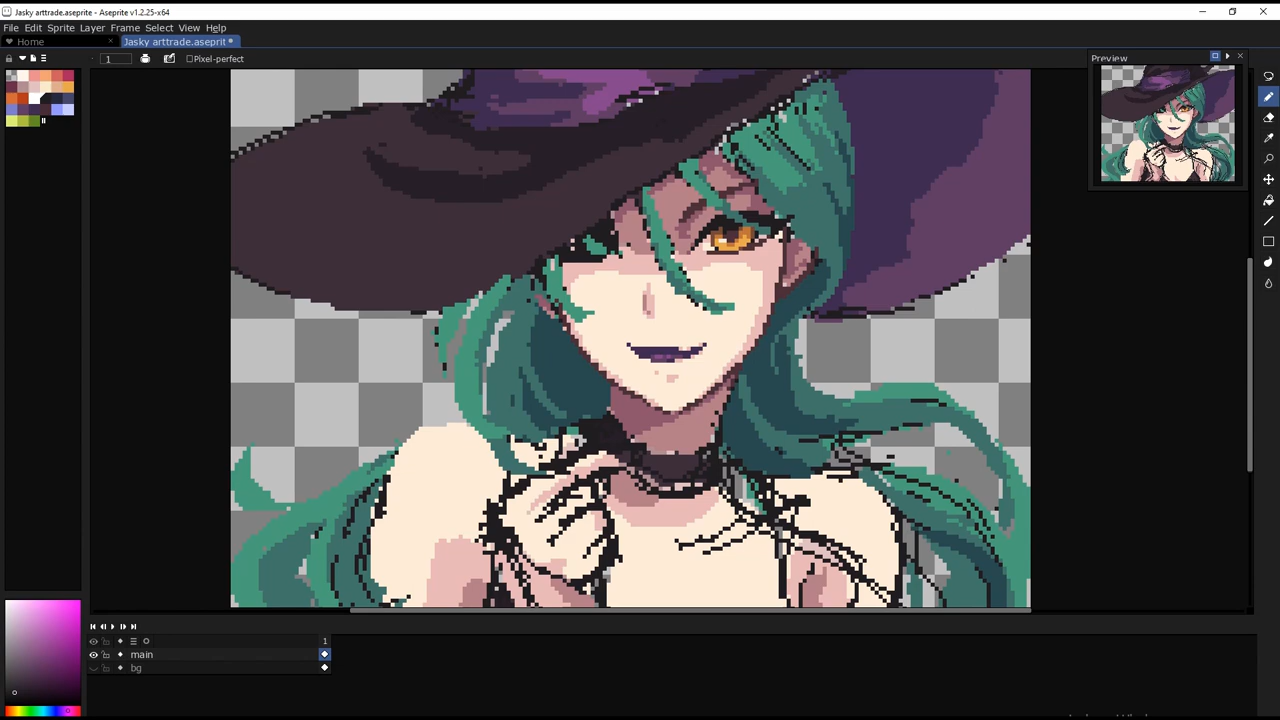 Jasky arttrade.aseprite - Aseprite v1.2.25-x64
File Edit Sprite Layer Frame Select View Help
Home
Jasky arttrade.aseprit
1
Pixel-perfect
Preview
1
main
bg